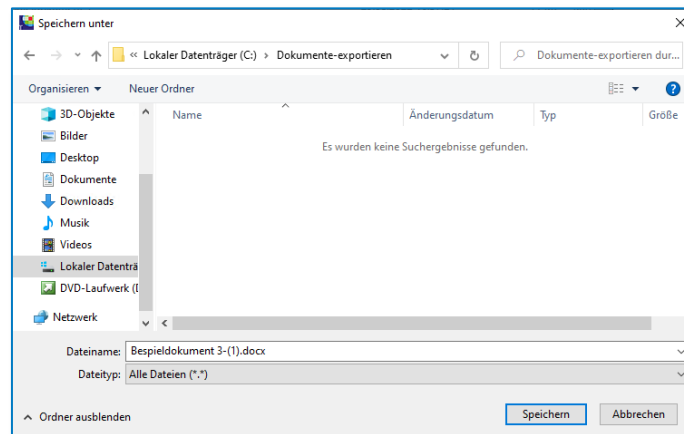 Speichern unter
« Lokaler Datenträger (C:) › Dokumente-exportieren
Dokumente-exportieren dur...
Organisieren
Neuer Ordner
?
3D-Objekte
Bilder
Desktop
Dokumente
Downloads
Musik
Videos
Lokaler Datenträ
DVD-Laufwerk (D
Netzwerk
Name
Änderungsdatum
Typ
Größe
Es wurden keine Suchergebnisse gefunden.
Dateiname: Bespieldokument 3-(1).docx
Dateityp: Alle Dateien (*.*)
Ordner ausblenden
Speichern
Abbrechen